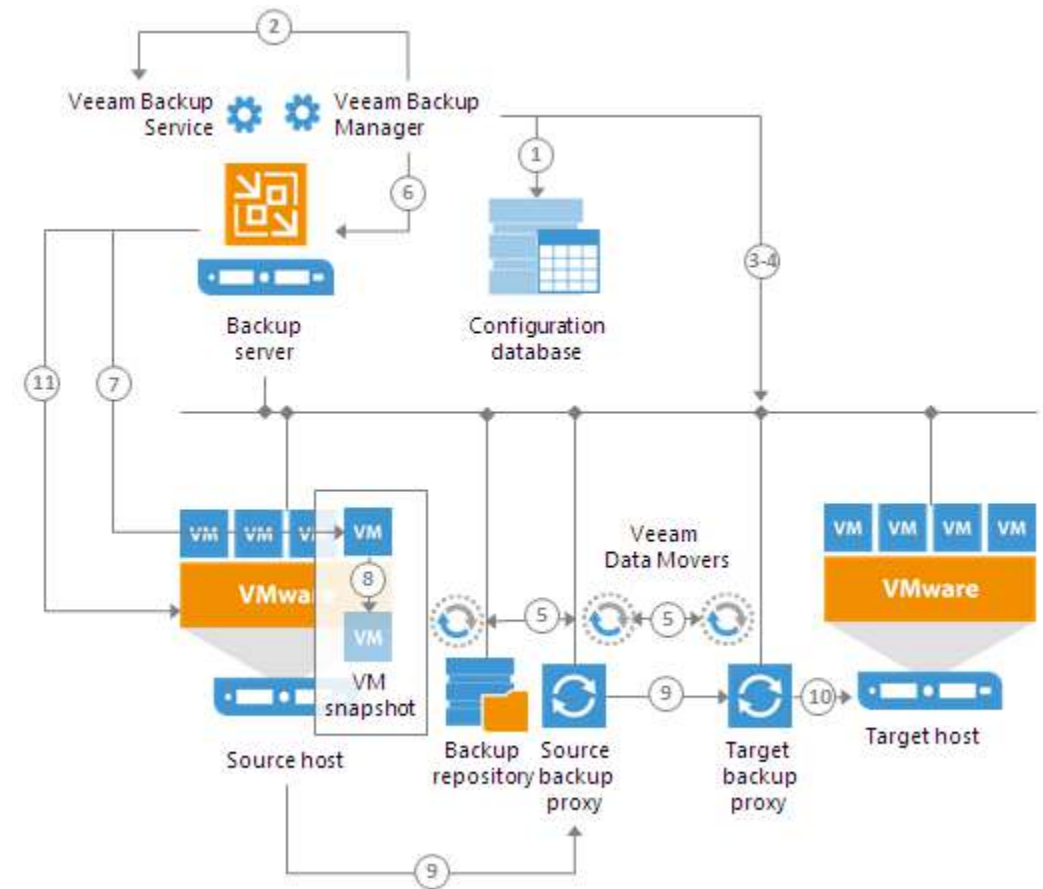 2
Veeam Backup
Service
Veeam Backup
Manager
1
6
3-4
Backup
server
Configuration
database
11
7
VM
VM
VM
VM
8
VMware
VM
VM
snapshot
Source host
Veeam
Data Movers
5
5
VM
VM
VM
VM
VMware
9
10
Backup
repository
Source
backup
proxy
Target
backup
proxy
Target host
9